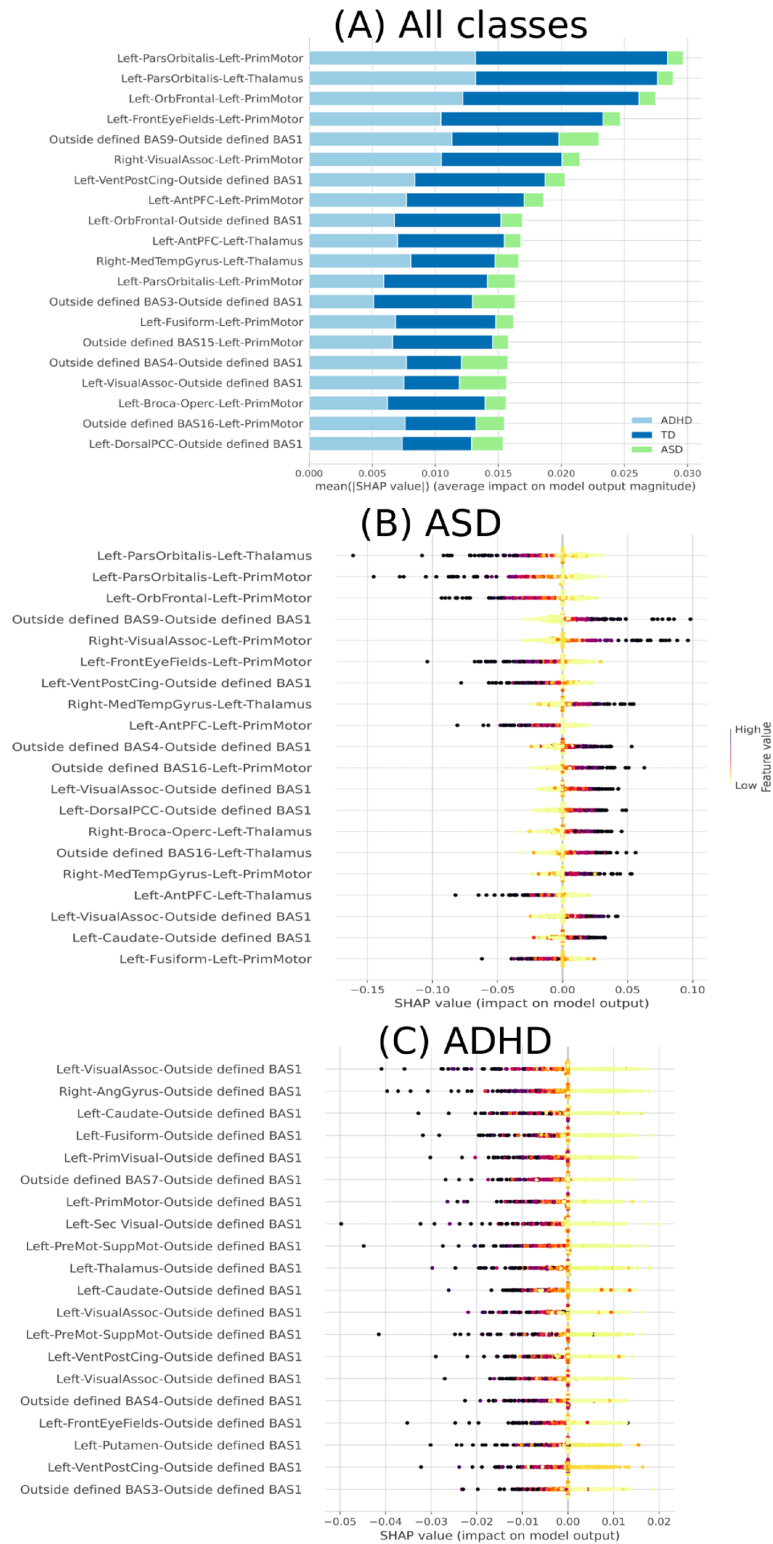 (A) All classes
Left-ParsOrbitalis-Left-PrimMotor
Left-ParsOrbitalis-Left-Thalamus
Left-OrbFrontal-Left-PrimMotor
Left-FrontEyeFields-Left-PrimMotor
Outside defined BAS9-Outside defined BAS1
Right-VisualAssoc-Left-PrimMotor
Left-VentPostCing-Outside defined BAS1
Left-AntPFC-Left-PrimMotor
Left-OrbFrontal-Outside defined BAS1
Left-AntPFC-Left-Thalamus
Right-MedTempGyrus-Left-Thalamus
Left-ParsOrbitalis-Left-PrimMotor
Outside defined BAS3-Outside defined BAS1
Left-Fusiform-Left-PrimMotor
Outside defined BAS15-Left-PrimMotor
Outside defined BAS4-Outside defined BAS1
Left-VisualAssoc-Outside defined BAS1
Left-Broca-Operc-Left-PrimMotor
Outside defined BAS16-Left-PrimMotor
Left-DorsalPCC-Outside defined BAS1
ADHD
TD
ASD
0.000 0.005 0.010 0.015 0.020 0.025 0.030
mean(|SHAP value|) (average impact on model output magnitude)
(B) ASD
Left-ParsOrbitalis-Left-Thalamus
Left-ParsOrbitalis-Left-PrimMotor
Left-OrbFrontal-Left-PrimMotor
Outside defined BAS9-Outside defined BAS1
Right-VisualAssoc-Left-PrimMotor
Left-FrontEyeFields-Left-PrimMotor
Left-VentPostCing-Outside defined BAS1
Right-MedTempGyrus-Left-Thalamus
Left-AntPFC-Left-PrimMotor
Outside defined BAS4-Outside defined BAS1
Outside defined BAS16-Left-PrimMotor
Left-VisualAssoc-Outside defined BAS1
Left-DorsalPCC-Outside defined BAS1
Right-Broca-Operc-Left-Thalamus
Outside defined BAS16-Left-Thalamus
Right-MedTempGyrus-Left-PrimMotor
Left-AntPFC-Left-Thalamus
Left-VisualAssoc-Outside defined BAS1
Left-Caudate-Outside defined BAS1
Left-Fusiform-Left-PrimMotor
High
Low
Feature value
−0.15 −0.10 −0.05 0.00 0.05 0.10
SHAP value (impact on model output)
(C) ADHD
Left-VisualAssoc-Outside defined BAS1
Right-AngGyrus-Outside defined BAS1
Left-Caudate-Outside defined BAS1
Left-Fusiform-Outside defined BAS1
Left-PrimVisual-Outside defined BAS1
Outside defined BAS7-Outside defined BAS1
Left-PrimMotor-Outside defined BAS1
Left-Sec Visual-Outside defined BAS1
Left-PreMot-SuppMot-Outside defined BAS1
Left-Thalamus-Outside defined BAS1
Left-Caudate-Outside defined BAS1
Left-VisualAssoc-Outside defined BAS1
Left-PreMot-SuppMot-Outside defined BAS1
Left-VentPostCing-Outside defined BAS1
Left-VisualAssoc-Outside defined BAS1
Outside defined BAS4-Outside defined BAS1
Left-FrontEyeFields-Outside defined BAS1
Left-Putamen-Outside defined BAS1
Left-VentPostCing-Outside defined BAS1
Outside defined BAS3-Outside defined BAS1
−0.05 −0.04 −0.03 −0.02 −0.01 0.00 0.01 0.02
SHAP value (impact on model output)